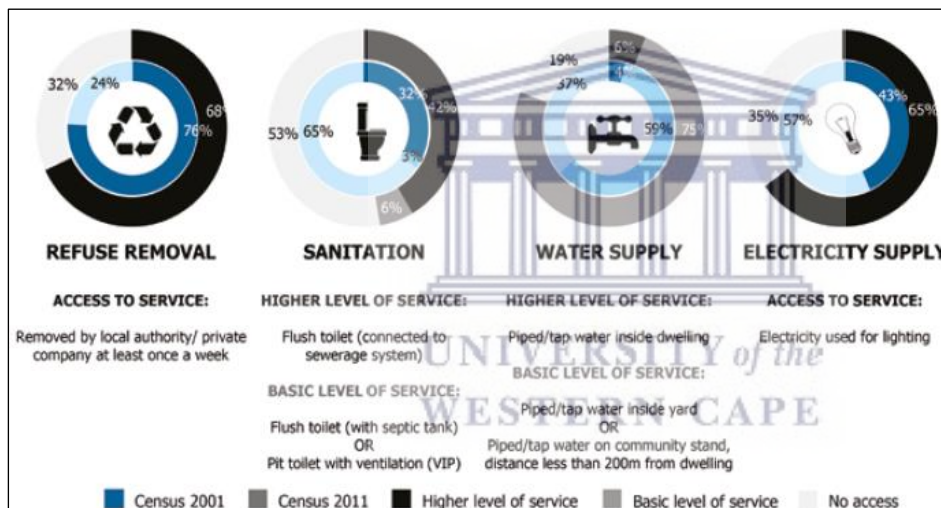 32%
24%
68%
76%
53%
65%
32%
42%
3%
6%
19%
37%
6%
59%
75%
35%
57%
43%
65%
REFUSE REMOVAL
SANITATION
WATER SUPPLY
ELECTRICITY SUPPLY
ACCESS TO SERVICE:
Removed by local authority/ private
company at least once a week
HIGHER LEVEL OF SERVICE:
Flush toilet (connected to
sewerage system)
BASIC LEVEL OF SERVICE:
Flush toilet (with septic tank)
OR
Pit toilet with ventilation (VIP)
HIGHER LEVEL OF SERVICE:
Piped/tap water inside dwelling
BASIC LEVEL OF SERVICE:
Piped/tap water inside yard
OR
Piped/tap water on community stand,
distance less than 200m from dwelling
ACCESS TO SERVICE:
Electricity used for lighting
UNIVERSITY of the
WESTERN CAPE
Census 2001
Census 2011
Higher level of service
Basic level of service
No access